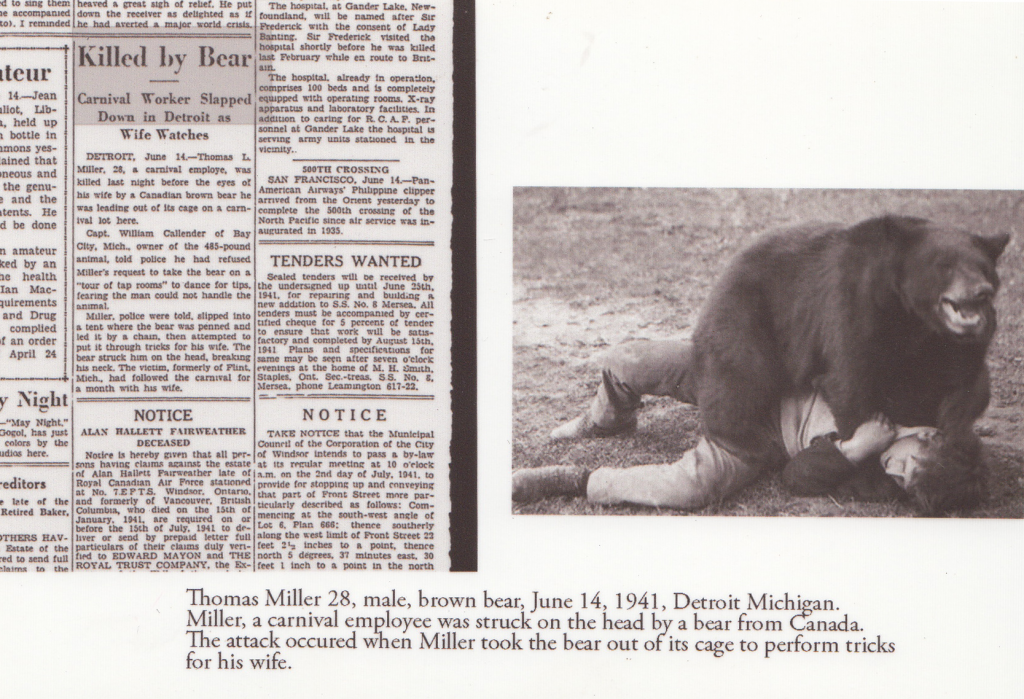 ed to sing them
he accompanied
to). I reminded
ateur
14.—Jean
llot, Lib-
a, held up
n bottle in
mmons yes-
lained that
oneous and
the genu-
e and the
ntents. He
d be done
n amateur
ked by an
he health
Ian Mac-
quirements
and Drug
complied
of an order
April 24
y Night
—"May Night,"
Gogol, has just
colors by the
udios here.
reditors
e late of the
Retired Baker,
OTHERS HAV-
Estate of the
red to send full
claims to the
heaved a great sigh of relief. He put
down the receiver as delighted as if
he had averted a major world crisis.
Killed by Bear
Carnival Worker Slapped
Down in Detroit as
Wife Watches
DETROIT, June 14.—Thomas L.
Miller, 28, a carnival employe, was
killed last night before the eyes of
his wife by a Canadian brown bear he
was leading out of its cage on a carn-
ival lot here.
Capt. William Callender of Bay
City, Mich., owner of the 485-pound
animal, told police he had refused
Miller's request to take the bear on a
"tour of tap rooms" to dance for tips,
fearing the man could not handle the
animal.
Miller, police were told, slipped into
a tent where the bear was penned and
led it by a chain, then attempted to
put it through tricks for his wife. The
bear struck him on the head, breaking
his neck. The victim, formerly of Flint,
Mich., had followed the carnival for
a month with his wife.
NOTICE
ALAN HALLETT FAIRWEATHER
DECEASED
Notice is hereby given that all per-
sons having claims against the estate
of Alan Hallett Fairweather late of
Royal Canadian Air Force stationed
at No. 7.E.F.T.S. Windsor, Ontario,
and formerly of Vancouver, British
Columbia, who died on the 15th of
January, 1941, are required on or
before the 15th of July, 1941 to de-
liver or send by prepaid letter full
particulars of their claims duly veri-
fied to EDWARD MAYON and THE
ROYAL TRUST COMPANY, the Ex-
The hospital, at Gander Lake, New-
foundland, will be named after Sir
Frederick with the consent of Lady
Banting. Sir Frederick visited the
hospital shortly before he was killed
last February while en route to Brit-
ain.
The hospital, already in operation,
comprises 100 beds and is completely
equipped with operating rooms, X-ray
apparatus and laboratory facilities. In
addition to caring for R.C.A.F. per-
sonnel at Gander Lake the hospital is
serving army units stationed in the
vicinity.
500TH CROSSING
SAN FRANCISCO, June 14.—Pan-
American Airways' Philippine clipper
arrived from the Orient yesterday to
complete the 500th crossing of the
North Pacific since air service was in-
augurated in 1935.
TENDERS WANTED
Sealed tenders will be received by
the undersigned up until June 25th,
1941, for repairing and building a
new addition to S.S. No. 8 Mersea. All
tenders must be accompanied by cer-
tified cheque for 5 percent of tender
to ensure that work will be satis-
factory and completed by August 15th,
1941 Plans and specifications for
same may be seen after seven o'clock
evenings at the home of M. H. Smith,
Staples, Ont. Sec.-treas. S.S. No. 8,
Mersea, phone Leamington 617-22.
NOTICE
TAKE NOTICE that the Municipal
Council of the Corporation of the City
of Windsor intends to pass a by-law
at its regular meeting at 10 o'clock
a.m. on the 2nd day of July, 1941, to
provide for stopping up and conveying
that part of Front Street more par-
ticularly described as follows: Com-
mencing at the south-west angle of
Lot 6, Plan 666; thence southerly
along the west limit of Front Street 22
feet 2½ inches to a point, thence
north 5 degrees, 37 minutes east, 30
feet 1 inch to a point in the north
Thomas Miller 28, male, brown bear, June 14, 1941, Detroit Michigan.
Miller, a carnival employee was struck on the head by a bear from Canada.
The attack occured when Miller took the bear out of its cage to perform tricks
for his wife.